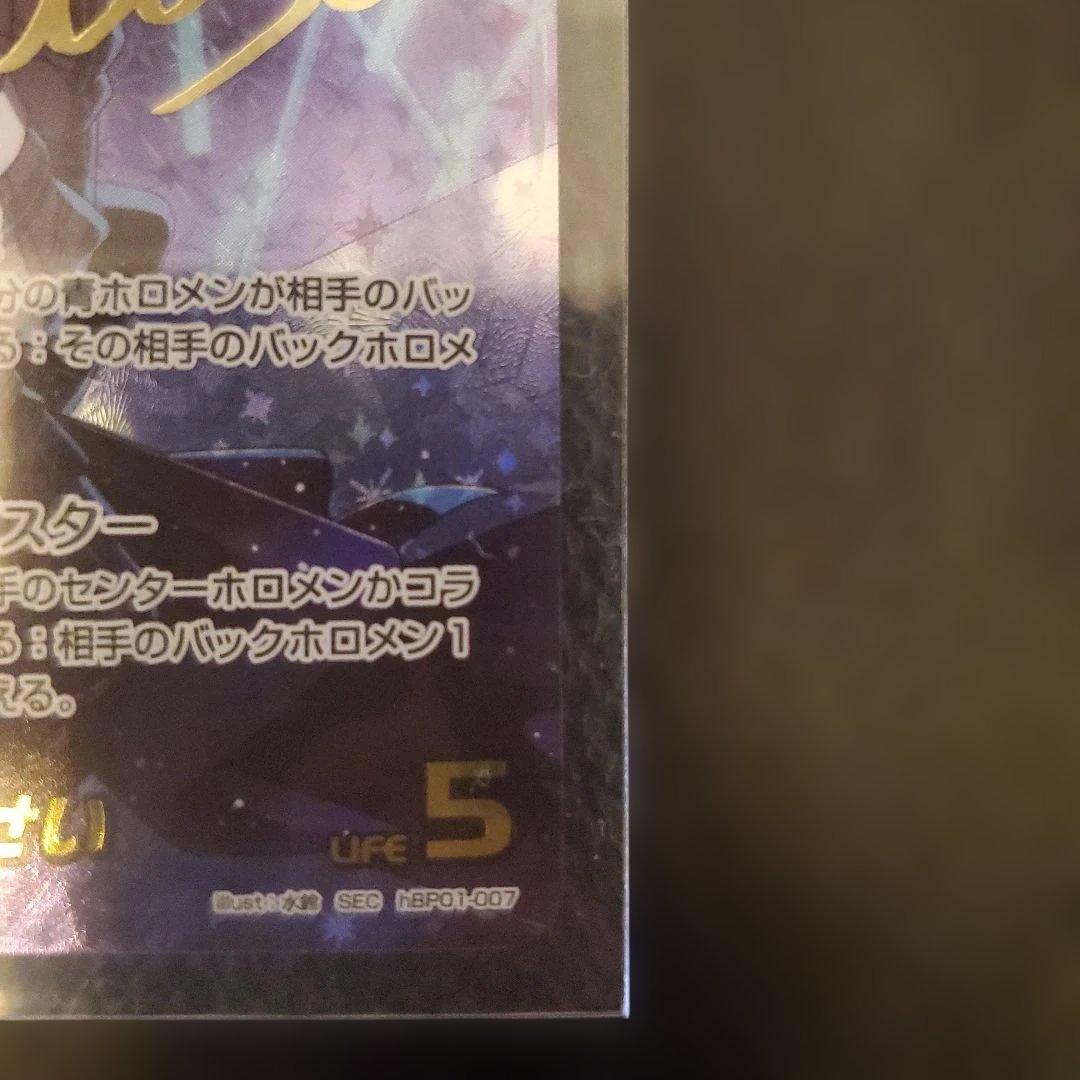 分の青ホロメンが相手のバッ
る:その相手のバックホロメ
スター
手のセンターホロメンかコラ
る:相手のバックホロメン1
える。
せい
LIFE 5
illust:水鏡 SEC hBP01-007